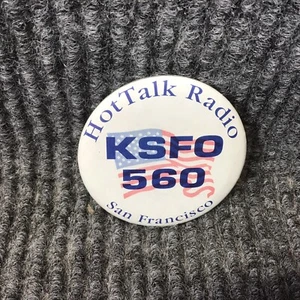 HotTalk Radio
KSFO
560
San Francisco